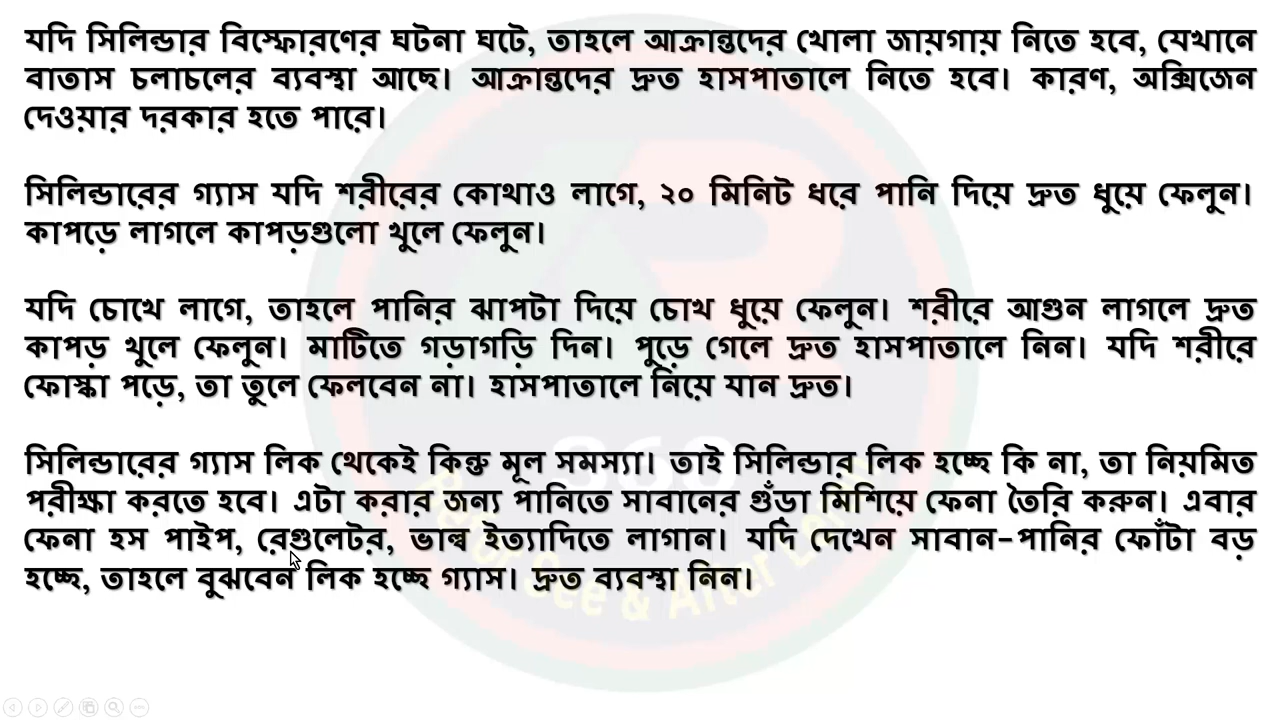 যদি সিলিন্ডার বিস্ফোরণের ঘটনা ঘটে, তাহলে আক্রান্তদের খোলা জায়গায় নিতে হবে, যেখানে
বাতাস চলাচলের ব্যবস্থা আছে। আক্রান্তদের দ্রুত হাসপাতালে নিতে হবে। কারণ, অক্সিজেন
দেওয়ার দরকার হতে পারে।
সিলিন্ডারের গ্যাস যদি শরীরের কোথাও লাগে, ২০ মিনিট ধরে পানি দিয়ে দ্রুত ধুয়ে ফেলুন।
কাপড়ে লাগলে কাপড়গুলো খুলে ফেলুন।
যদি চোখে লাগে, তাহলে পানির ঝাপটা দিয়ে চোখ ধুয়ে ফেলুন। শরীরে আগুন লাগলে দ্রুত
কাপড় খুলে ফেলুন। মাটিতে গড়াগড়ি দিন। পুড়ে গেলে দ্রুত হাসপাতালে নিন। যদি শরীরে
ফোস্কা পড়ে, তা তুলে ফেলবেন না। হাসপাতালে নিয়ে যান দ্রুত।
সিলিন্ডারের গ্যাস লিক থেকেই কিন্তু মূল সমস্যা। তাই সিলিন্ডার লিক হচ্ছে কি না, তা নিয়মিত
পরীক্ষা করতে হবে। এটা করার জন্য পানিতে সাবানের গুঁড়া মিশিয়ে ফেনা তৈরি করুন। এবার
ফেনা হস পাইপ, রেগুলেটর, ভাল্ব ইত্যাদিতে লাগান। যদি দেখেন সাবান–পানির ফোঁটা বড়
হচ্ছে, তাহলে বুঝবেন লিক হচ্ছে গ্যাস। দ্রুত ব্যবস্থা নিন।